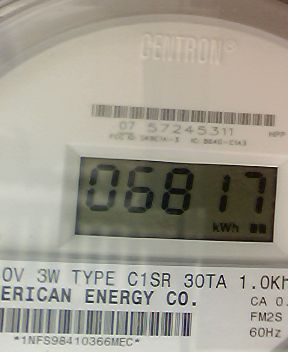 CENTRON®
07 57245311
HPP
06817
kWh
0V 3W TYPE C1SR 30TA 1.0Kh
ERICAN ENERGY CO.
CA 0.
FM2S
60Hz
*1NFS98410366MEC*